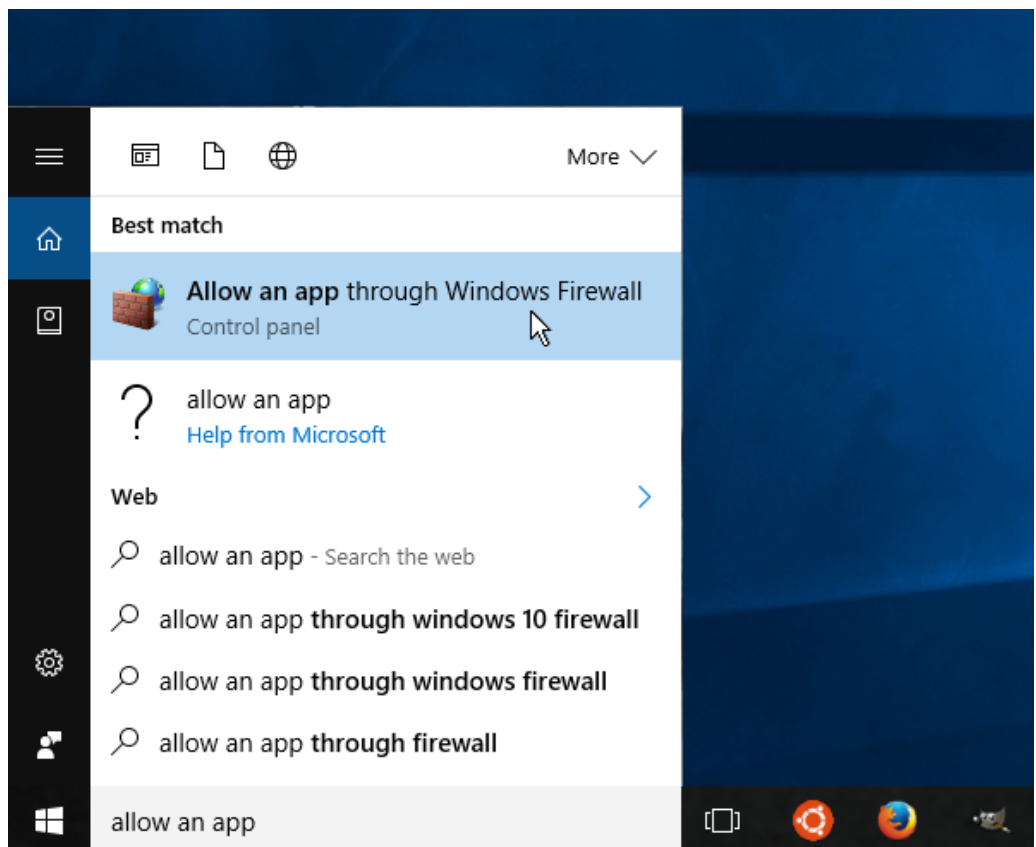 More
Best match
Allow an app through Windows Firewall
Control panel
allow an app
Help from Microsoft
Web
allow an app - Search the web
allow an app through windows 10 firewall
allow an app through windows firewall
allow an app through firewall
allow an app